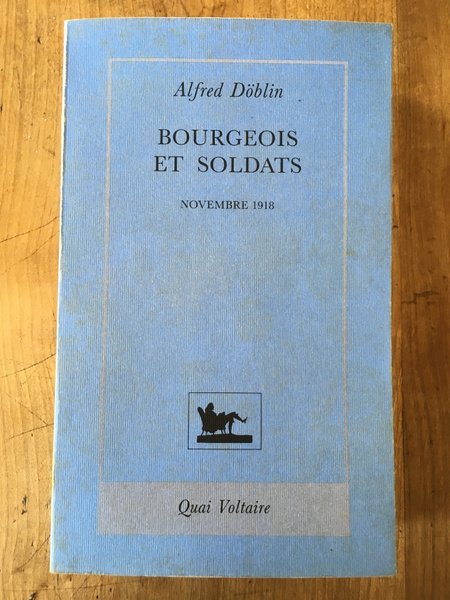 Alfred Döblin
BOURGEOIS
ET SOLDATS
NOVEMBRE 1918
Quai Voltaire